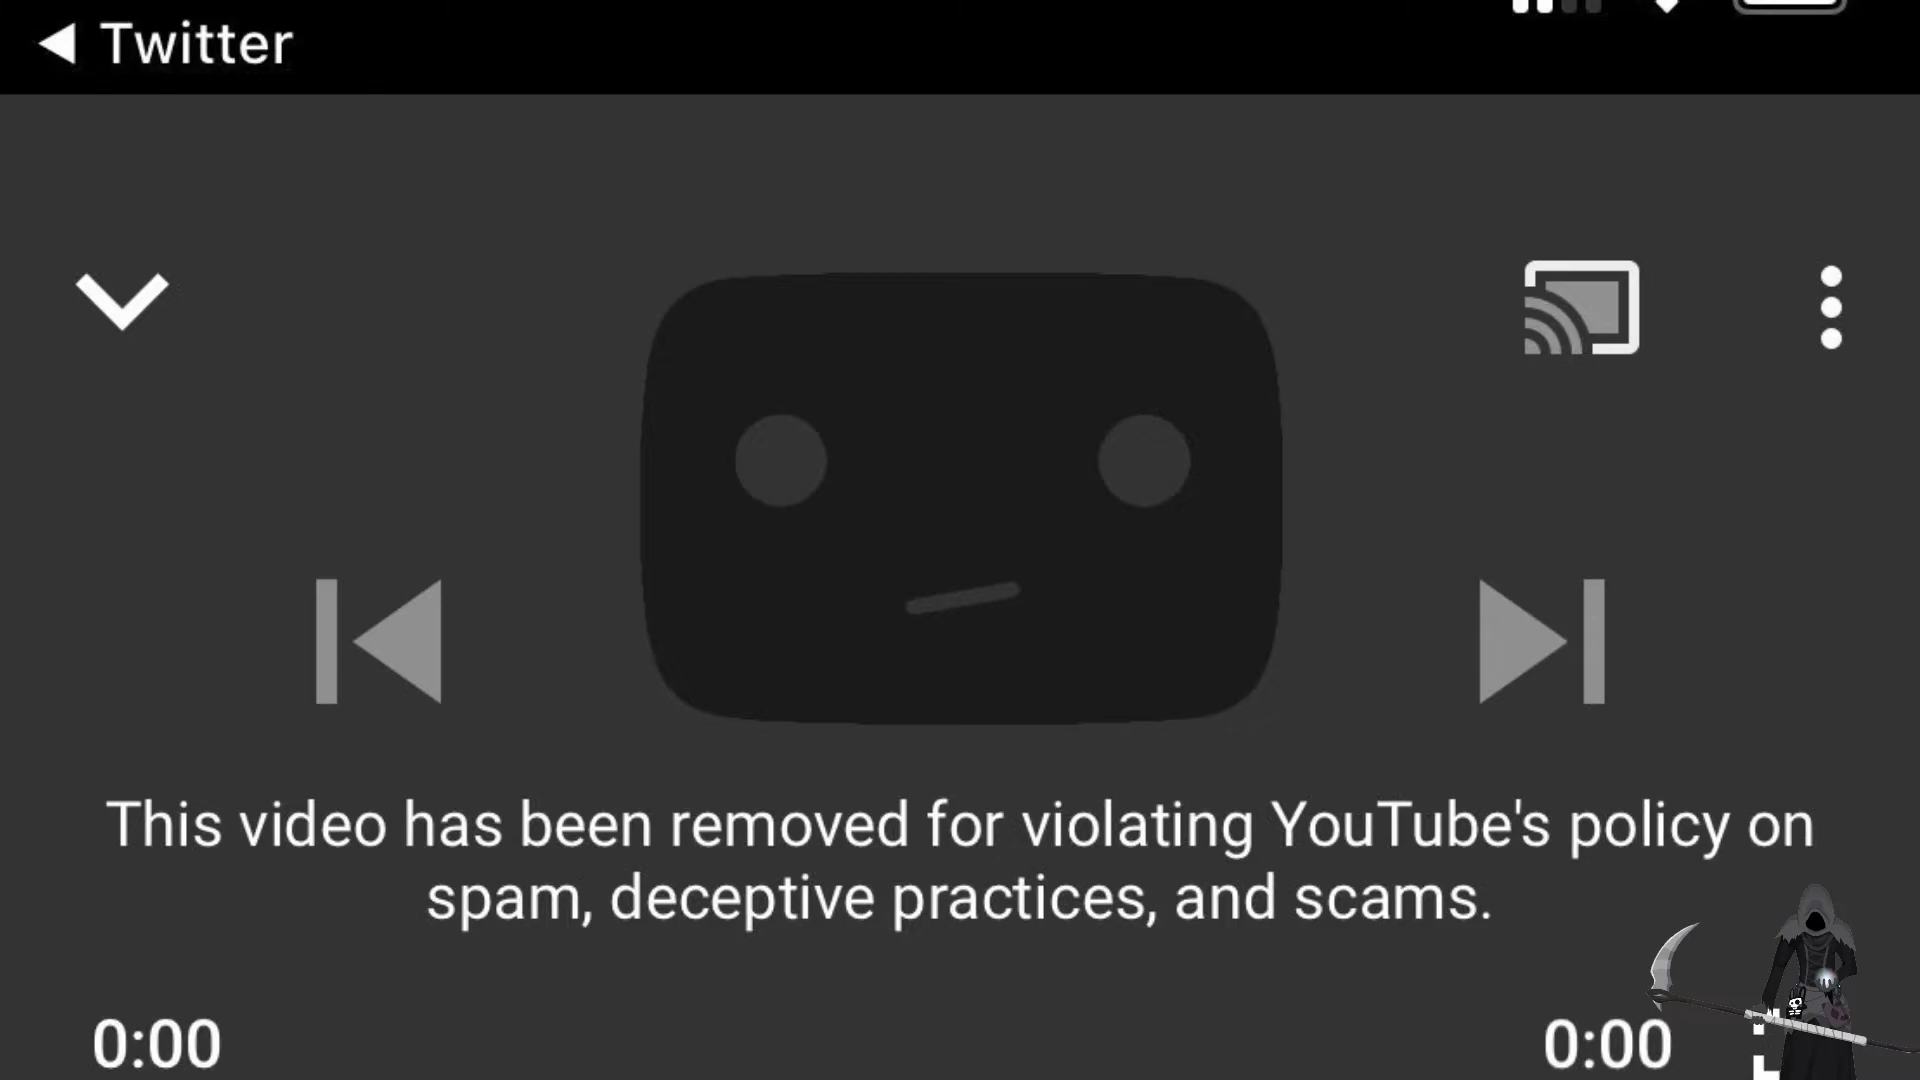 Twitter
This video has been removed for violating YouTube's policy on
spam, deceptive practices, and scams.
0:00
0:00